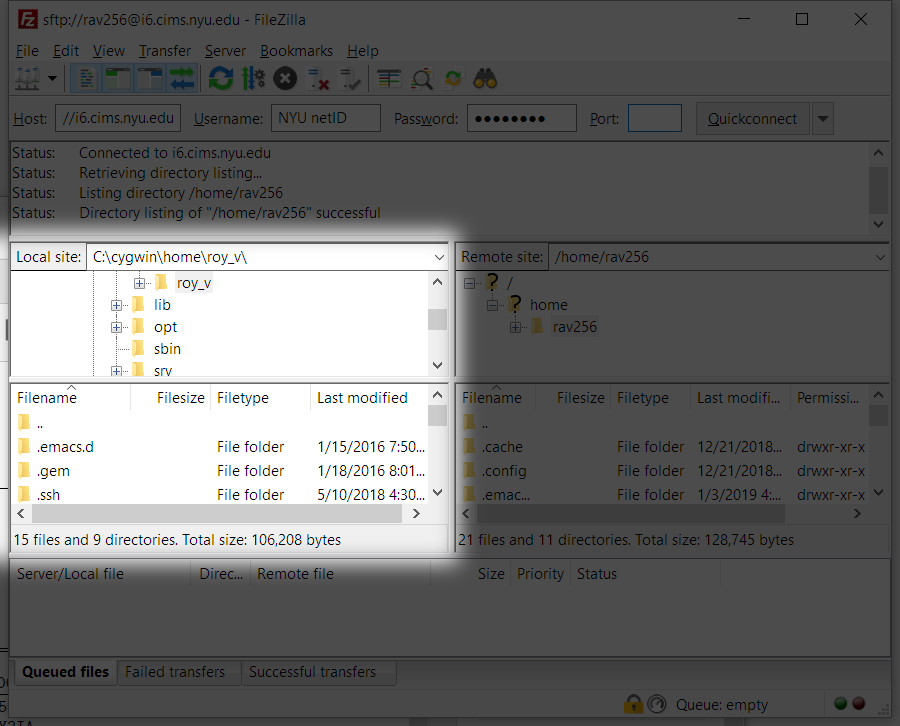 sftp://rav256@i6.cims.nyu.edu - FileZilla
File Edit View Transfer Server Bookmarks Help
Host: //i6.cims.nyu.edu Username: NYU netID Password: ●●●●●●●● Port: Quickconnect
Status: Connected to i6.cims.nyu.edu
Status: Retrieving directory listing...
Status: Listing directory /home/rav256
Status: Directory listing of "/home/rav256" successful
Local site: C:\cygwin\home\roy_v\
roy_v
lib
opt
sbin
srv
Filename Filesize Filetype Last modified
..
.emacs.d File folder 1/15/2016 7:50...
.gem File folder 1/18/2016 8:01...
.ssh File folder 5/10/2018 4:30...
15 files and 9 directories. Total size: 106,208 bytes
Remote site: /home/rav256
? /
? home
rav256
Filename Filesize Filetype Last modifi... Permissi...
..
.cache File folder 12/21/2018... drwxr-xr-x
.config File folder 12/21/2018... drwxr-xr-x
.emac... File folder 1/3/2019 4:... drwxr-xr-x
21 files and 11 directories. Total size: 128,745 bytes
Server/Local file Direc... Remote file Size Priority Status
Queued files Failed transfers Successful transfers
Queue: empty